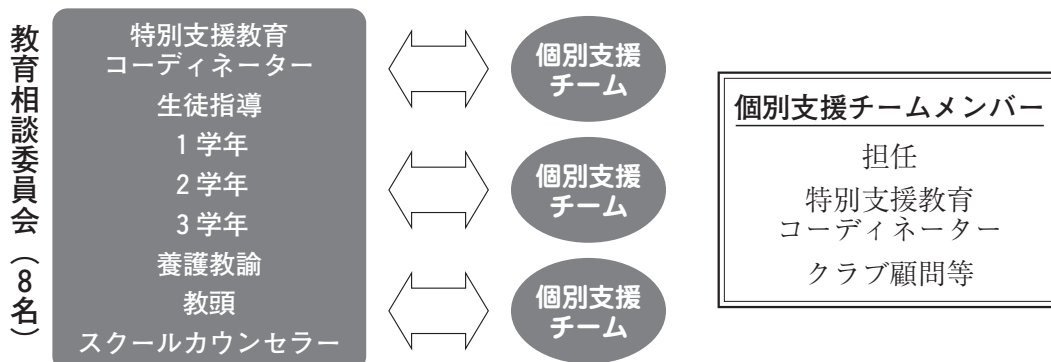 教育相談委員会（8名）
特別支援教育
コーディネーター
生徒指導
1学年
2学年
3学年
養護教諭
教頭
スクールカウンセラー
個別支援
チーム
個別支援
チーム
個別支援
チーム
個別支援チームメンバー
担任
特別支援教育
コーディネーター
クラブ顧問等